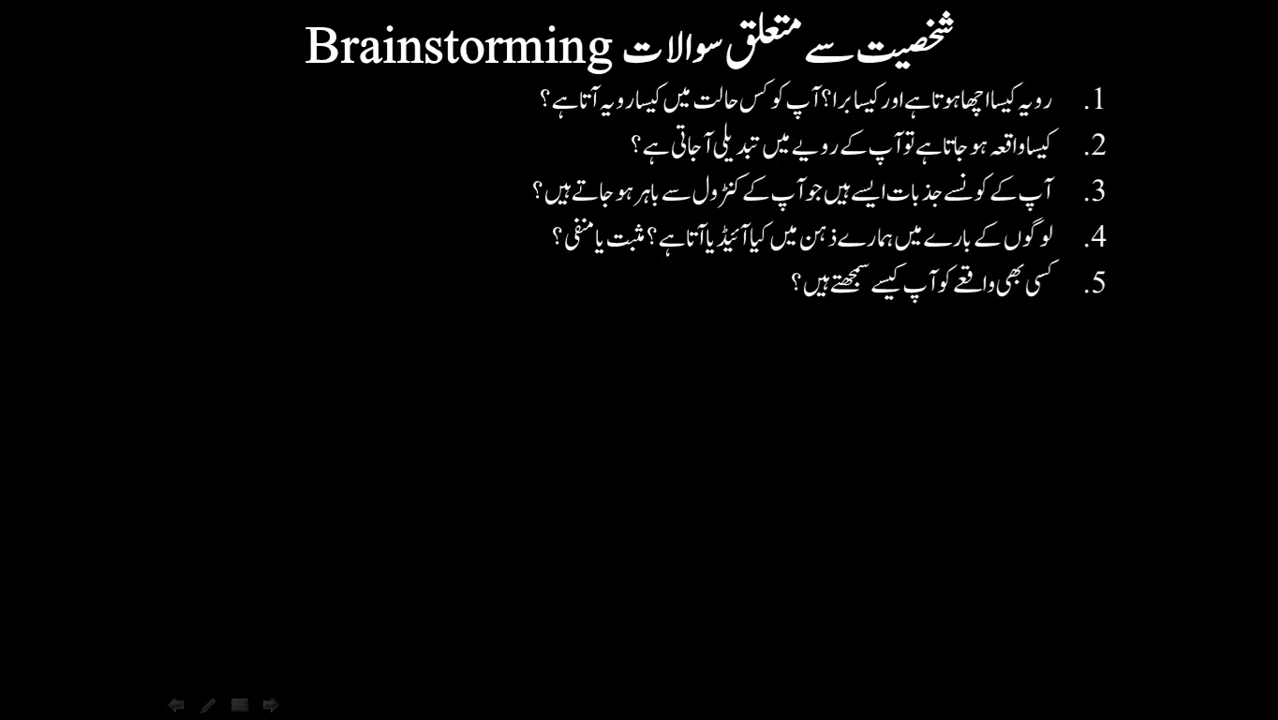 شخصیت سے متعلق سوالات Brainstorming
1. رویہ کیسا اچھا ہوتا ہے اور کیسا برا؟ آپ کو کس حالت میں کیسا رویہ آتا ہے؟
2. کیسا واقعہ ہو جاتا ہے تو آپ کے رویے میں تبدیلی آ جاتی ہے؟
3. آپ کے کونسے جذبات ایسے ہیں جو آپ کے کنڑول سے باہر ہو جاتے ہیں؟
4. لوگوں کے بارے میں ہمارے ذہن میں کیا آئیڈیا آتا ہے؟ مثبت یا منفی؟
5. کسی بھی واقعے کو آپ کیسے سمجھتے ہیں؟